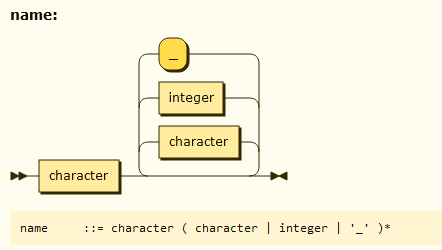 name:
_
integer
character
character
name ::= character ( character | integer | '_' )*